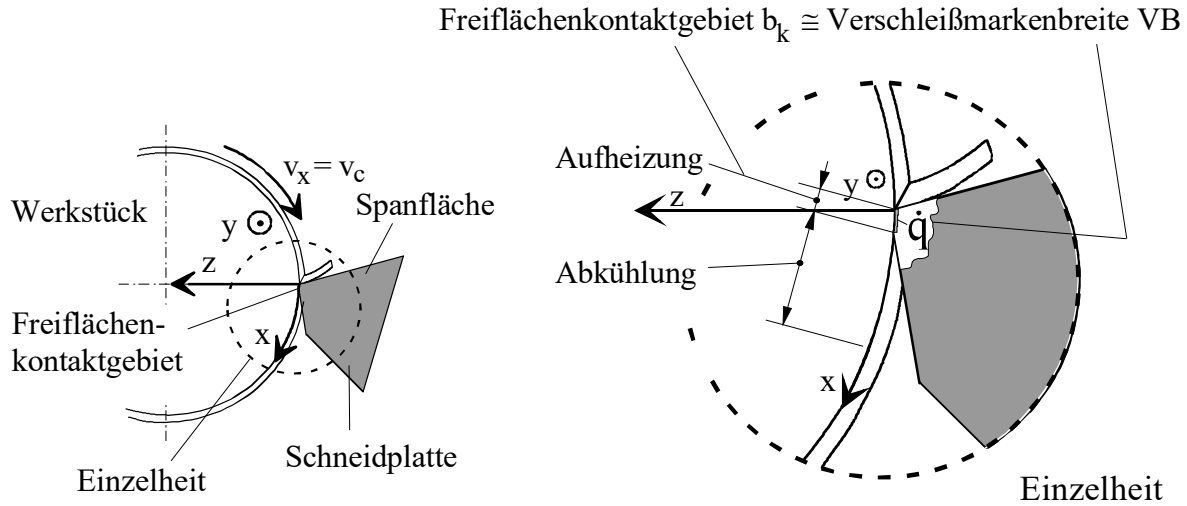 Freiflächenkontaktgebiet b_k ≅ Verschleißmarkenbreite VB
v_x = v_c
Werkstück
Spanfläche
y
z
Freiflächen-
kontaktgebiet
x
Schneidplatte
Einzelheit
Aufheizung
y
z
q̇
Abkühlung
x
Einzelheit